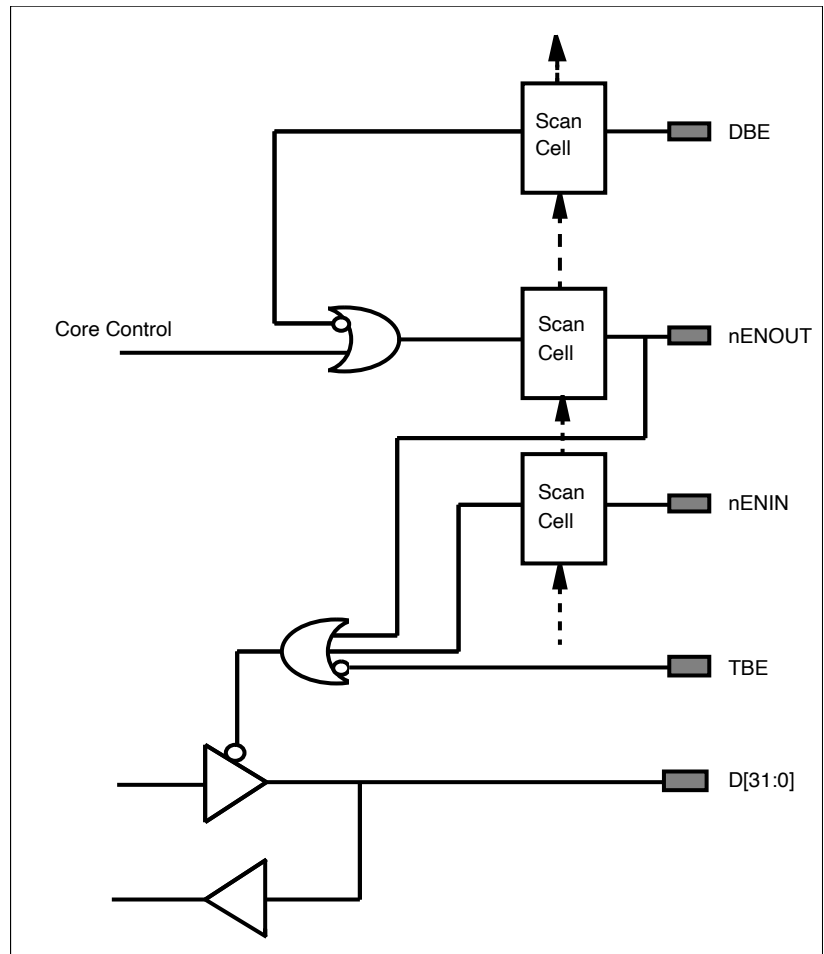 Scan
Cell
DBE
Core Control
Scan
Cell
nENOUT
Scan
Cell
nENIN
TBE
D[31:0]